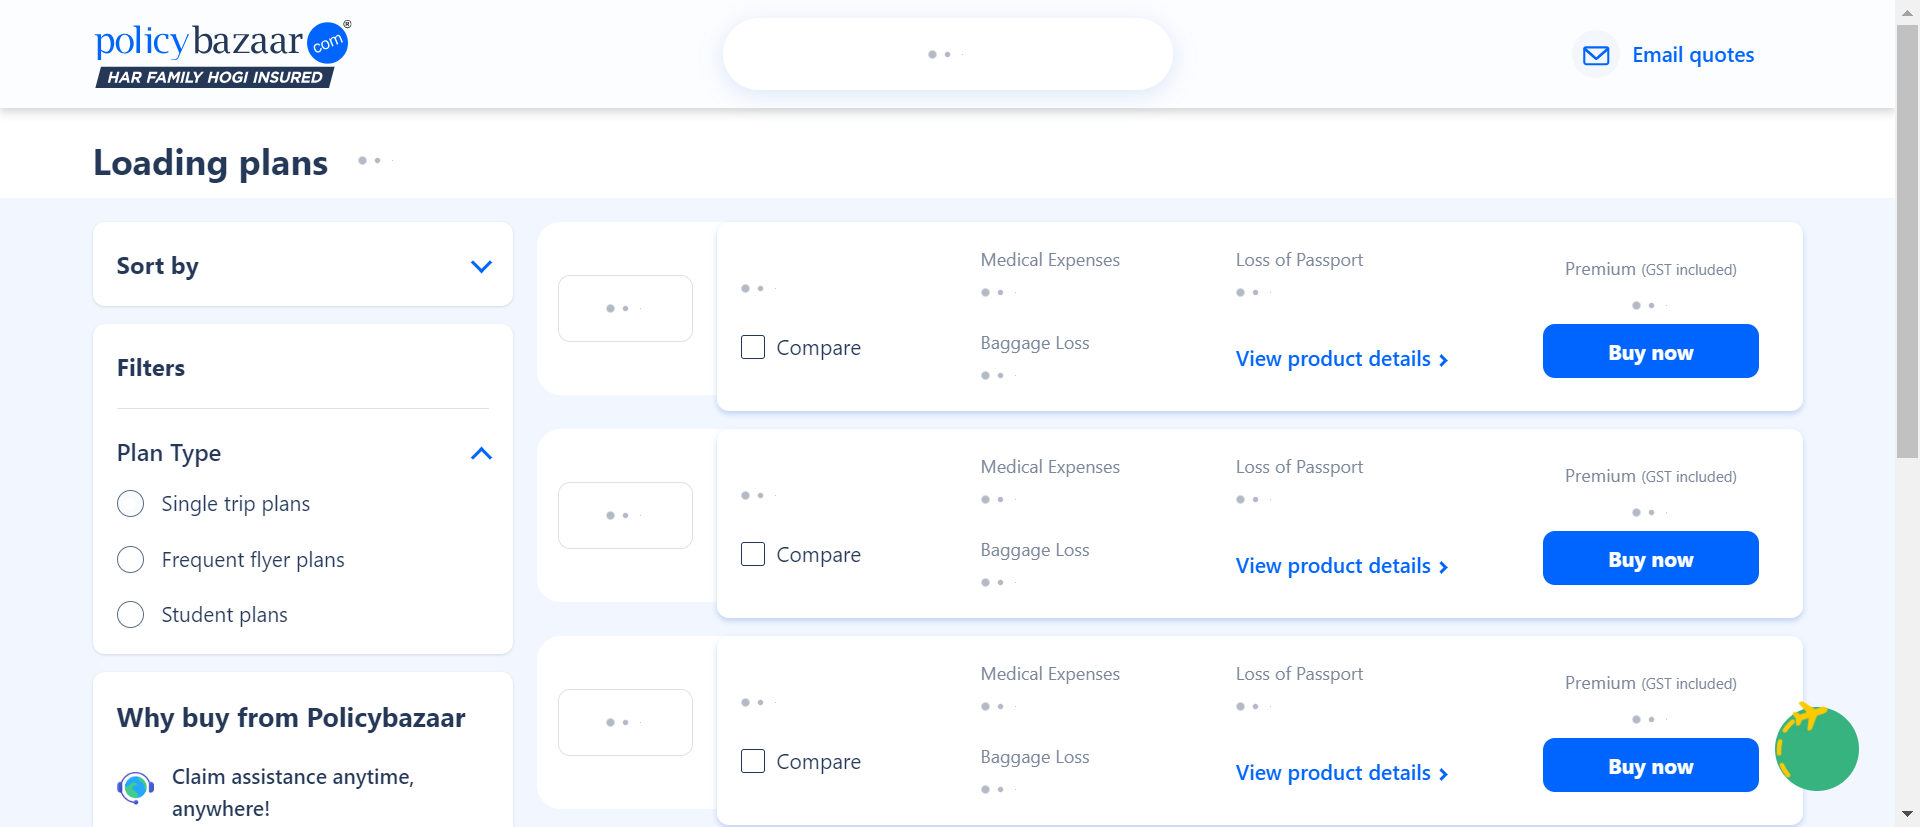 policybazaar com ®
HAR FAMILY HOGI INSURED
Email quotes
Loading plans
Sort by
Filters
Plan Type
Single trip plans
Frequent flyer plans
Student plans
Why buy from Policybazaar
Claim assistance anytime,
anywhere!
Medical Expenses
Loss of Passport
Premium (GST included)
Compare
Baggage Loss
View product details
Buy now
Medical Expenses
Loss of Passport
Premium (GST included)
Compare
Baggage Loss
View product details
Buy now
Medical Expenses
Loss of Passport
Premium (GST included)
Compare
Baggage Loss
View product details
Buy now